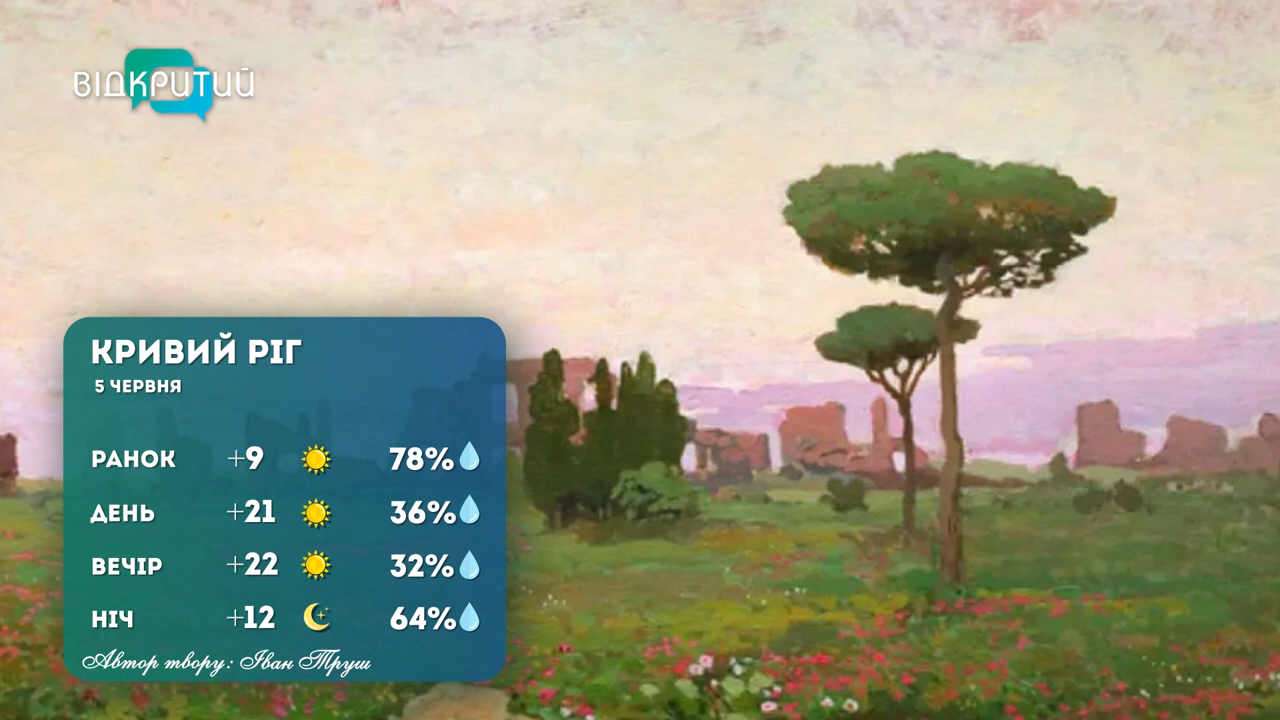 ВІДКРИТИЙ
КРИВИЙ РІГ
5 ЧЕРВНЯ
РАНОК +9 78%
ДЕНЬ +21 36%
ВЕЧІР +22 32%
НІЧ +12 64%
Автор твору: Іван Труш